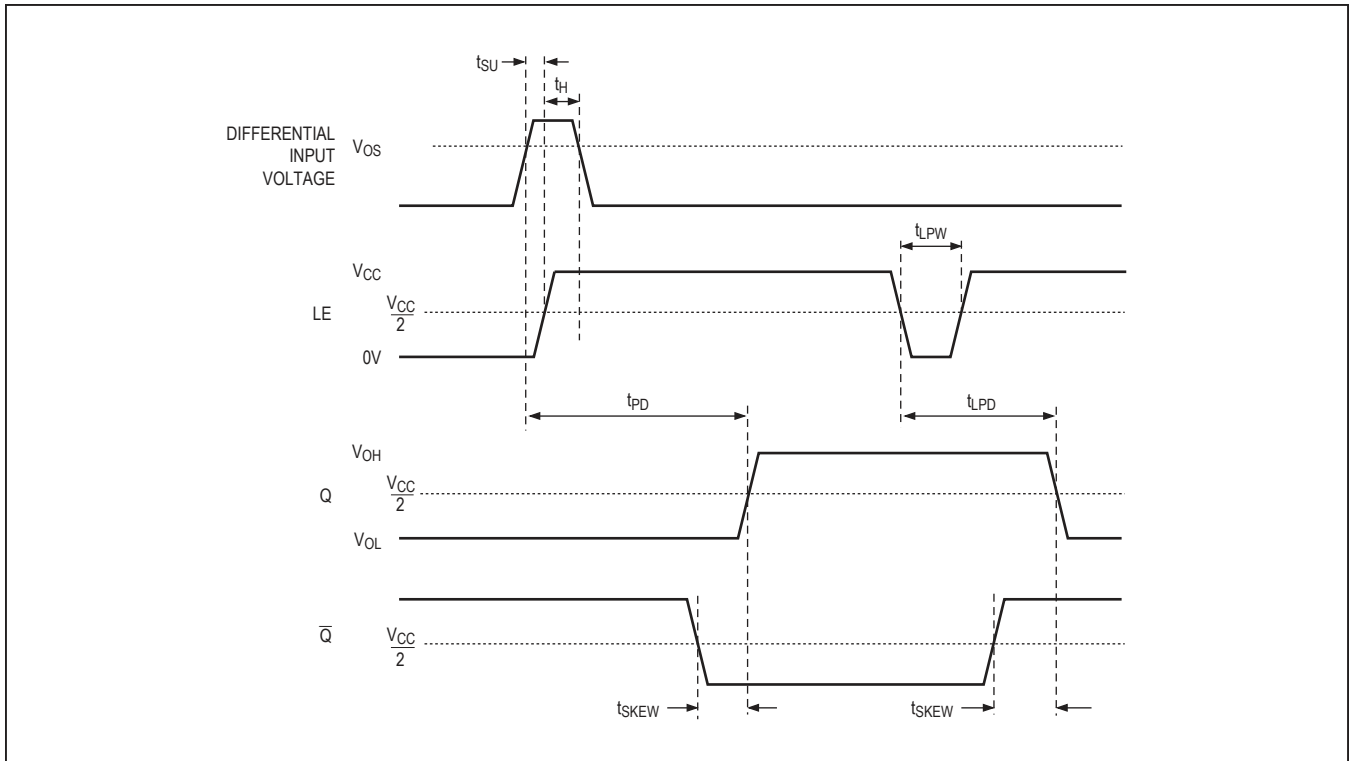 tSU
tH
DIFFERENTIAL
INPUT
VOLTAGE
VOS
tLPW
VCC
LE
VCC
2
0V
tPD
tLPD
VOH
Q
VCC
2
VOL
Q̅
VCC
2
tSKEW
tSKEW